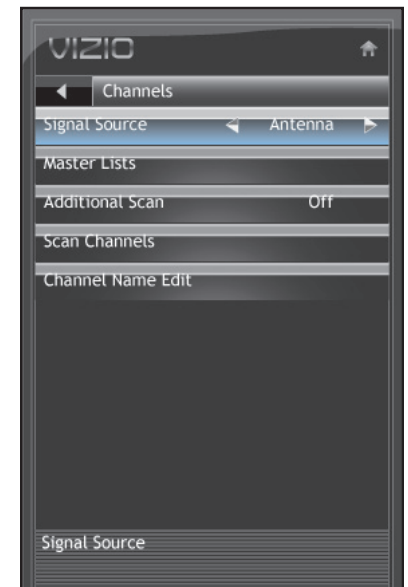 VIZIO
Channels
Signal Source Antenna
Master Lists
Additional Scan Off
Scan Channels
Channel Name Edit
Signal Source